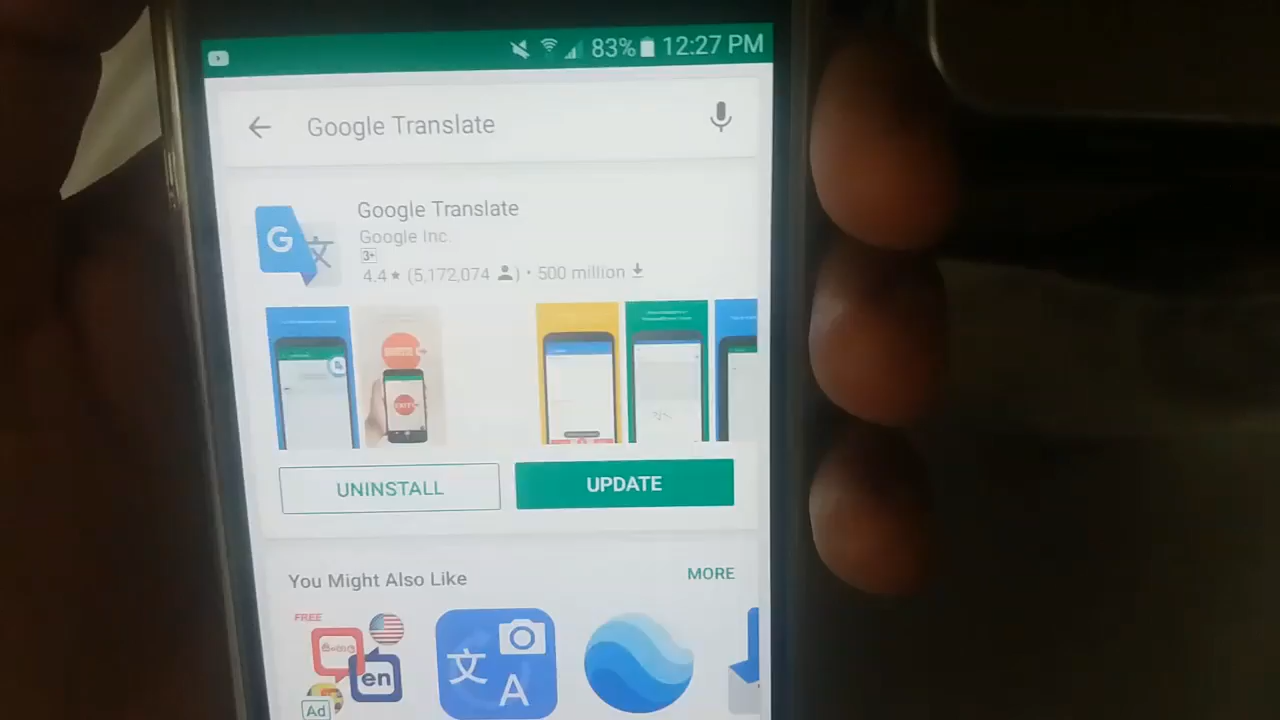 83% 12:27 PM
Google Translate
G 文
Google Translate
Google Inc.
3+
4.4 ★ (5,172,074 ) • 500 million
UNINSTALL
UPDATE
You Might Also Like
MORE
FREE
en
文 A
Ad